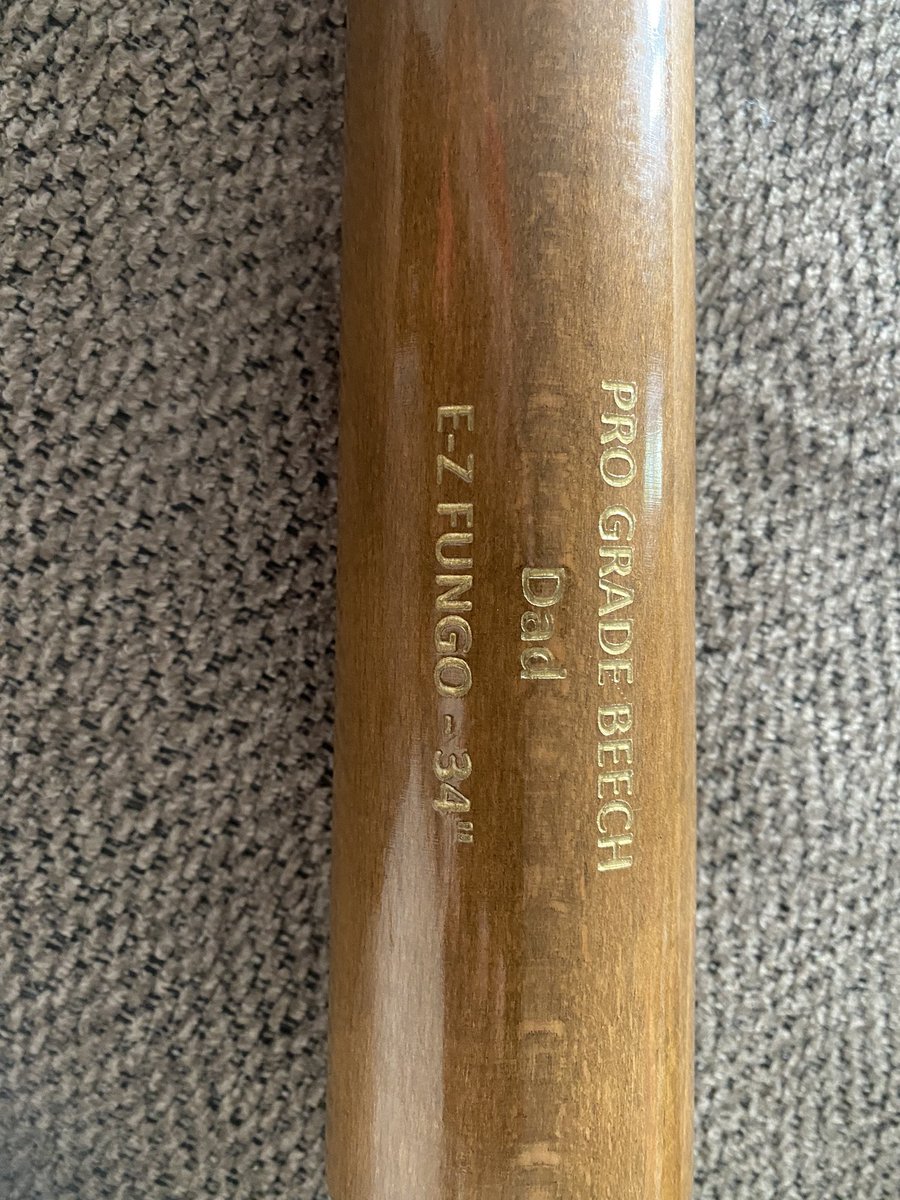 PRO GRADE BEECH
Dad
E-Z FUNGO - 34"